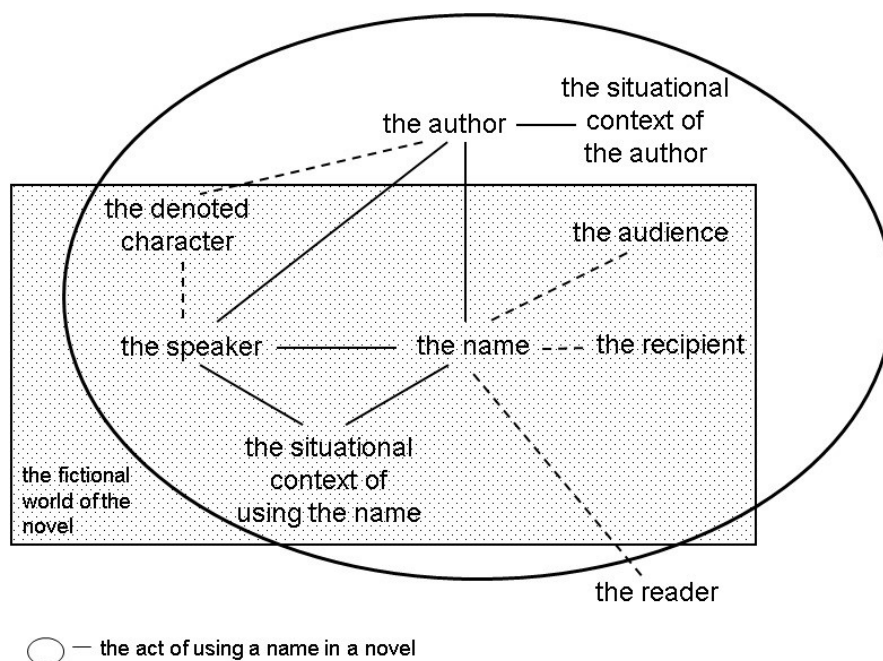 the situational
context of
the author
the author
the denoted
character
the audience
the speaker
the name
the recipient
the situational
context of
using the name
the fictional
world of the
novel
the reader
— the act of using a name in a novel